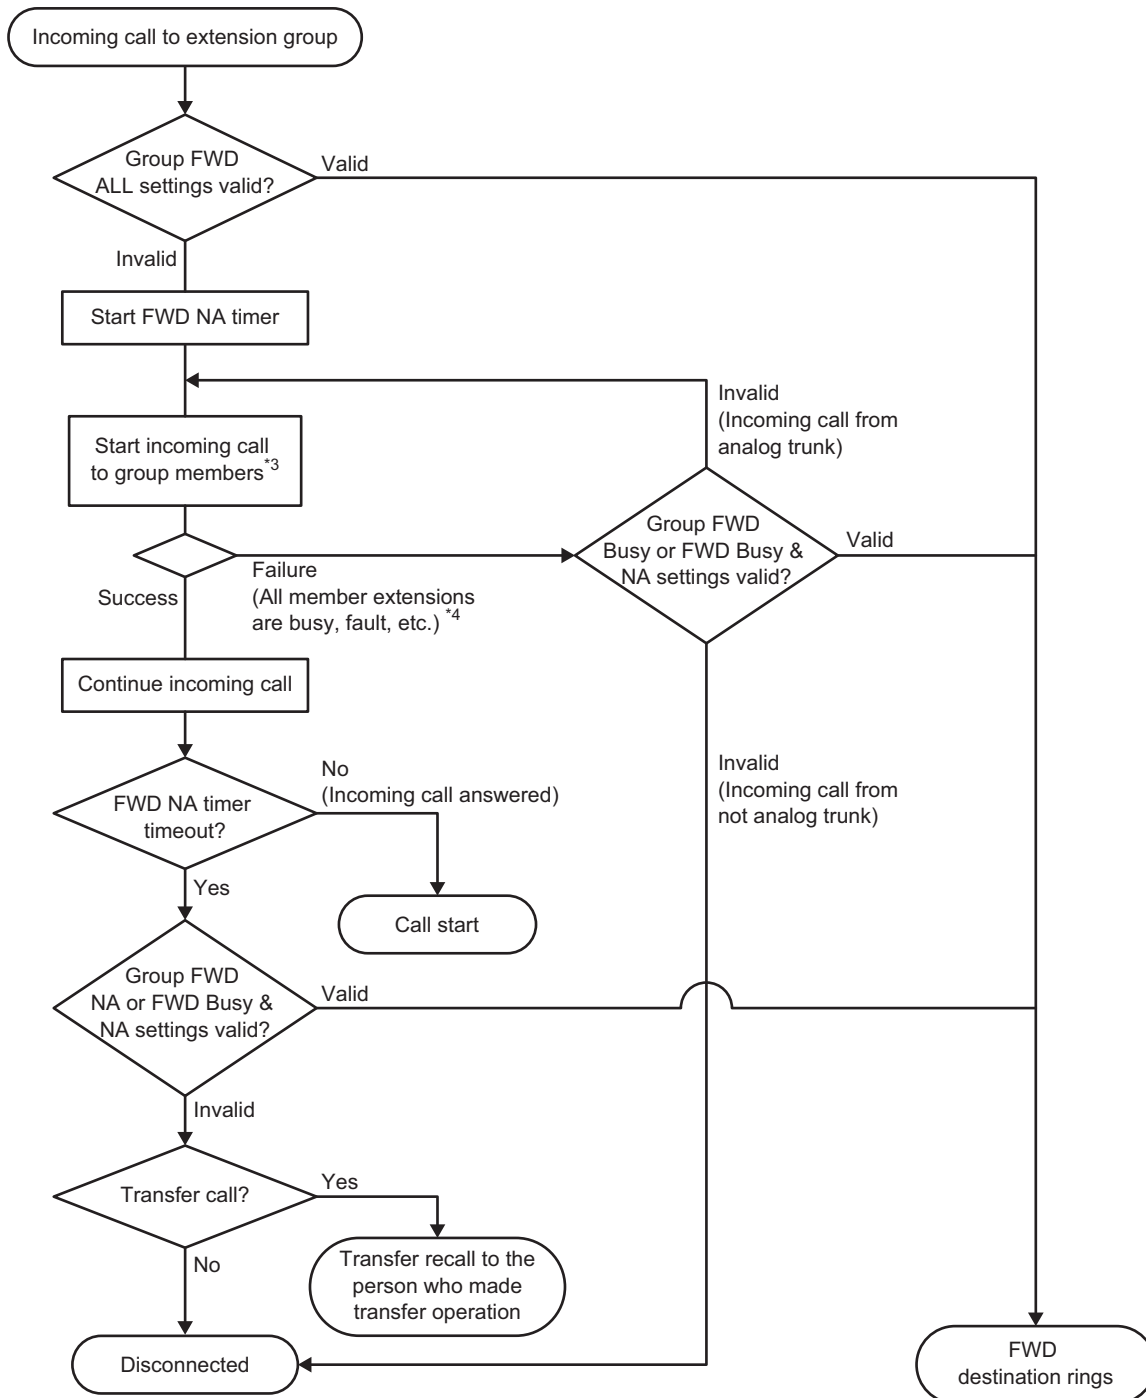 Incoming call to extension group
Group FWD
ALL settings valid?
Valid
Invalid
Start FWD NA timer
Invalid
(Incoming call from
analog trunk)
Start incoming call
to group members*3
Group FWD
Busy or FWD Busy &
NA settings valid?
Valid
Failure
(All member extensions
are busy, fault, etc.) *4
Success
Continue incoming call
Invalid
(Incoming call from
not analog trunk)
No
(Incoming call answered)
FWD NA timer
timeout?
Yes
Call start
Group FWD
NA or FWD Busy &
NA settings valid?
Valid
Invalid
Transfer call?
Yes
No
Transfer recall to the
person who made
transfer operation
Disconnected
FWD
destination rings